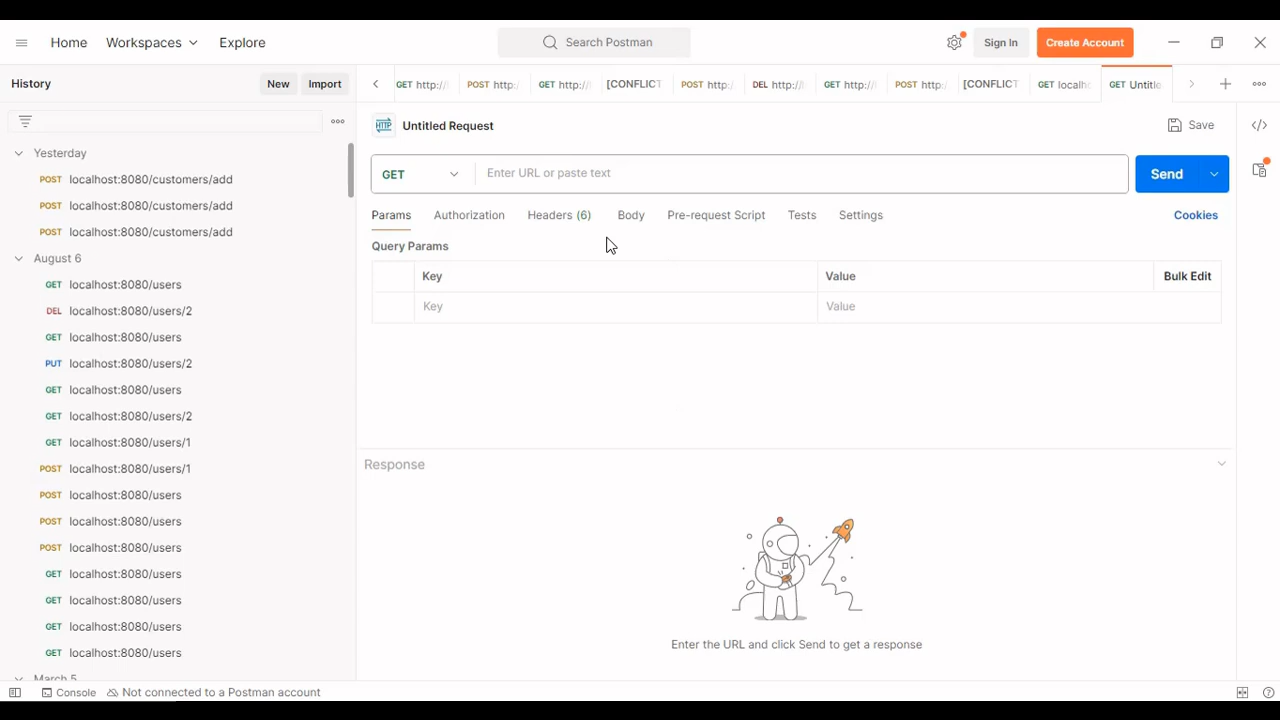 Home Workspaces Explore Search Postman Sign In Create Account
History New Import
GET http:// POST http: GET http:// [CONFLICT POST http: DEL http:// GET http:// POST http: [CONFLICT GET localh GET Untitle
HTTP Untitled Request Save
GET Enter URL or paste text Send
Params Authorization Headers (6) Body Pre-request Script Tests Settings Cookies
Query Params
Key Value Bulk Edit
Key Value
Yesterday
POST localhost:8080/customers/add
POST localhost:8080/customers/add
POST localhost:8080/customers/add
August 6
GET localhost:8080/users
DEL localhost:8080/users/2
GET localhost:8080/users
PUT localhost:8080/users/2
GET localhost:8080/users
GET localhost:8080/users/2
GET localhost:8080/users/1
POST localhost:8080/users/1
POST localhost:8080/users
POST localhost:8080/users
POST localhost:8080/users
GET localhost:8080/users
GET localhost:8080/users
GET localhost:8080/users
GET localhost:8080/users
March 5
Response
Enter the URL and click Send to get a response
Console Not connected to a Postman account